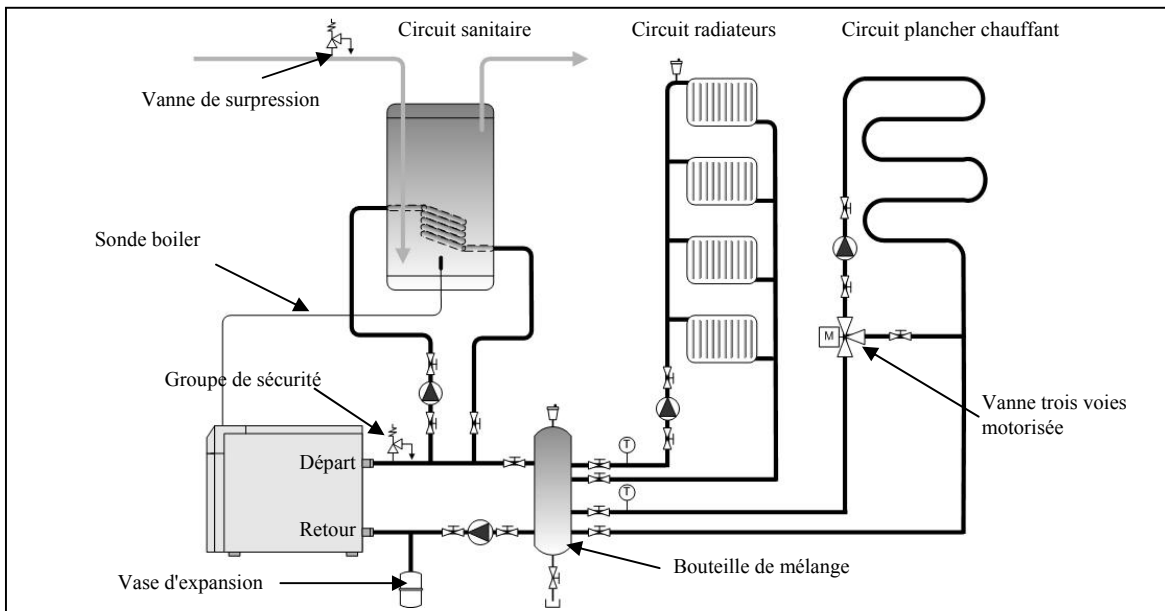 Circuit sanitaire
Circuit radiateurs
Circuit plancher chauffant
Vanne de surpression
Sonde boiler
Groupe de sécurité
M
Vanne trois voies
motorisée
T
Départ
T
Retour
Bouteille de mélange
Vase d'expansion